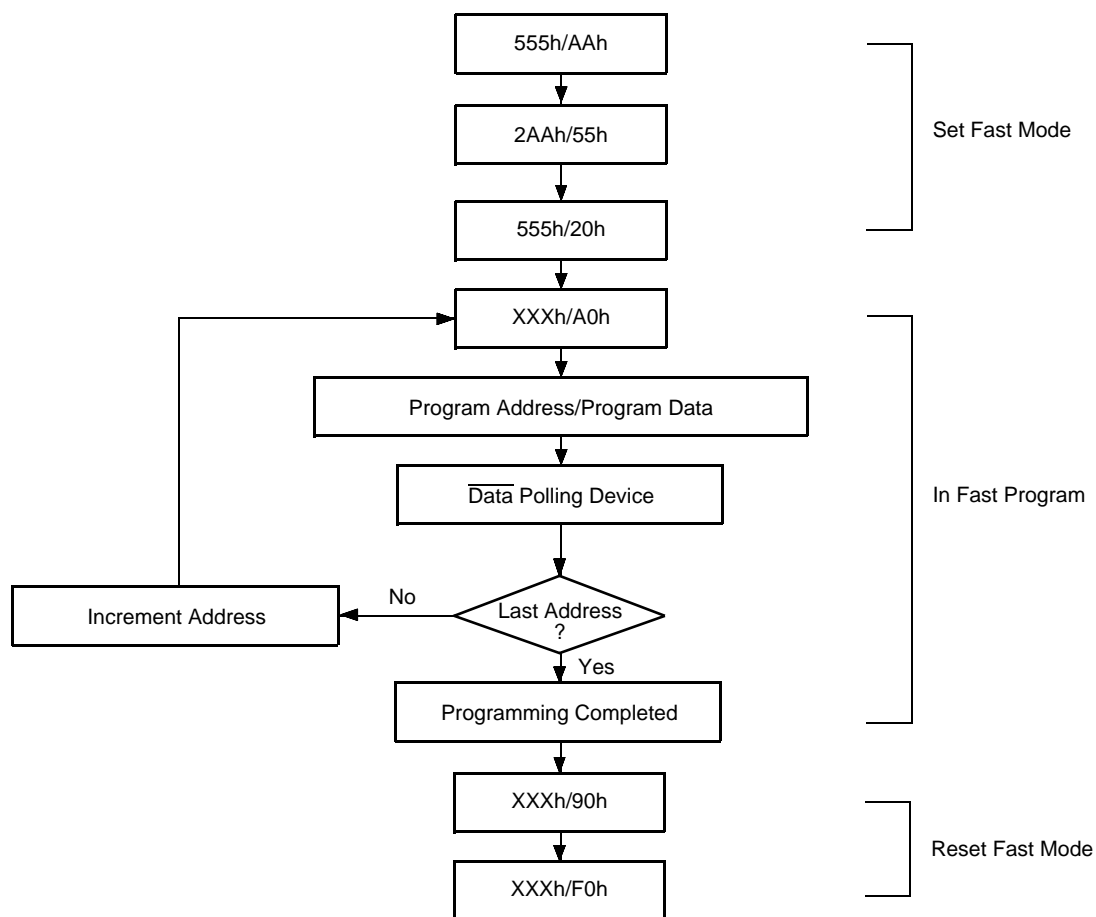 555h/AAh
2AAh/55h
Set Fast Mode
555h/20h
XXXh/A0h
Program Address/Program Data
Data Polling Device
In Fast Program
Increment Address
No
Last Address
?
Yes
Programming Completed
XXXh/90h
Reset Fast Mode
XXXh/F0h